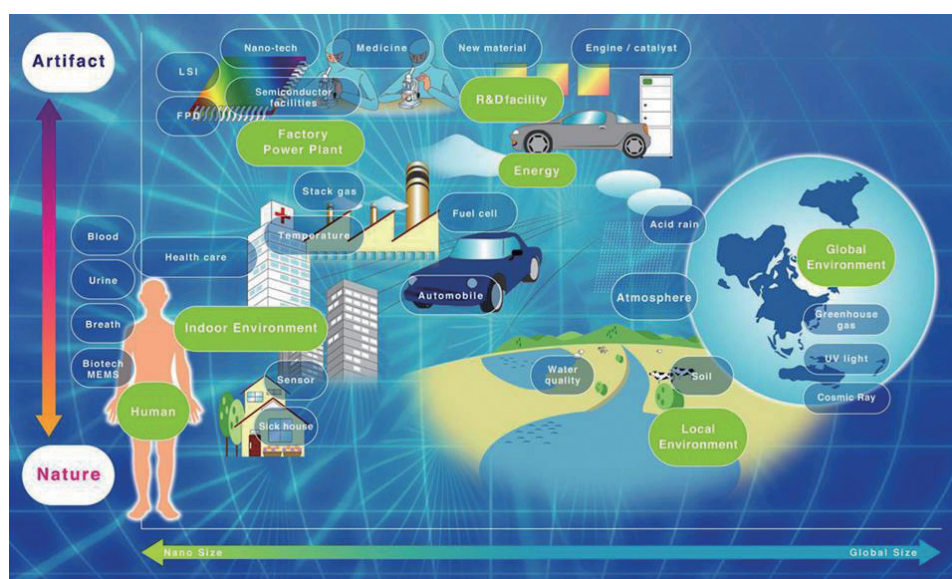 Artifact
Nano-tech
Medicine
New material
Engine / catalyst
LSI
Semiconductor
facilities
R&Dfacility
FPD
Factory
Power Plant
Energy
Stack gas
Fuel cell
Acid rain
Blood
Temperature
Health care
Global
Environment
Urine
Automobile
Atmosphere
Breath
Indoor Environment
Greenhouse
gas
Biotech
MEMS
Sensor
Water
quality
Soil
UV light
Human
Sick house
Cosmic Ray
Local
Environment
Nature
Nano Size
Global Size